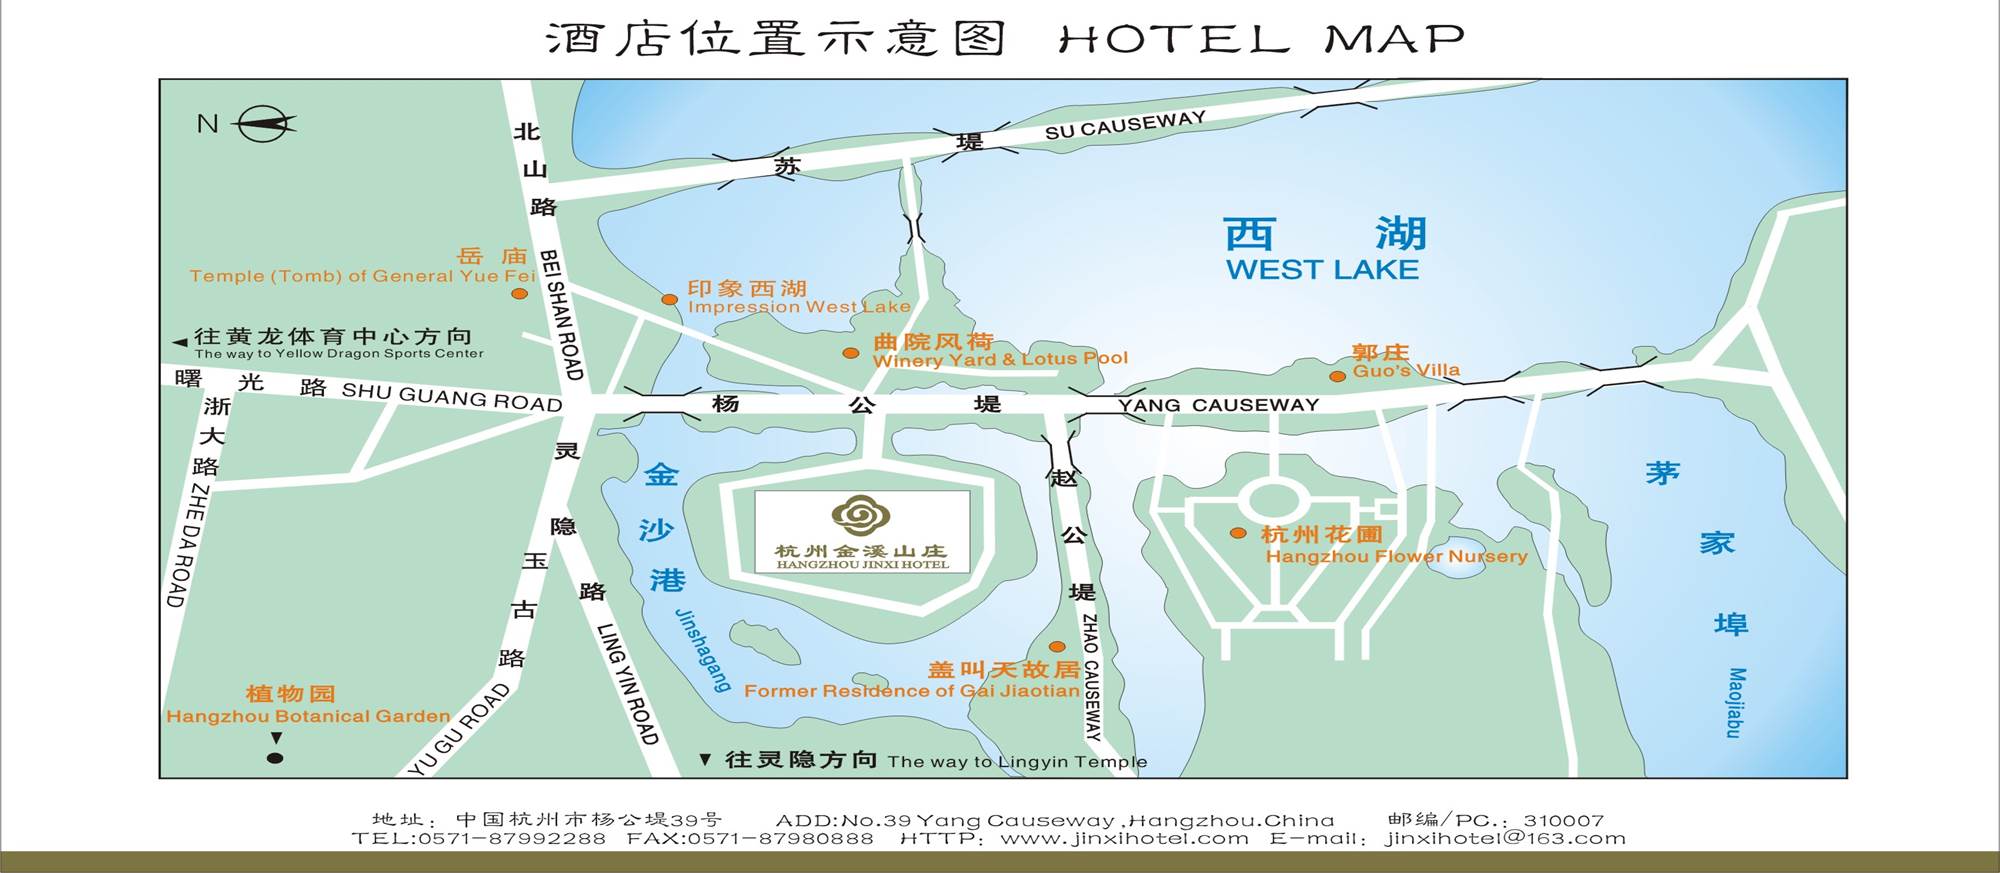 酒店位置示意图 HOTEL MAP
N
北山路 BEI SHAN ROAD
苏堤 SU CAUSEWAY
西湖
WEST LAKE
岳庙
Temple (Tomb) of General Yue Fei
印象西湖
Impression West Lake
往黄龙体育中心方向
The way to Yellow Dragon Sports Center
曲院风荷
Winery Yard & Lotus Pool
郭庄
Guo's Villa
曙光路 SHU GUANG ROAD
杨公堤 YANG CAUSEWAY
浙大路 ZHE DA ROAD
灵隐路 LING YIN ROAD
玉古路 YU GU ROAD
金沙港 Jinshagang
杭州金溪山庄
HANGZHOU JINXI HOTEL
赵公堤 ZHAO CAUSEWAY
杭州花圃
Hangzhou Flower Nursery
茅家埠 Maojiabu
盖叫天故居
Former Residence of Gai Jiaotian
植物园
Hangzhou Botanical Garden
往灵隐方向 The way to Lingyin Temple
地址：中国杭州市杨公堤39号 ADD:No.39 Yang Causeway ,Hangzhou.China 邮编/PC.：310007
TEL:0571-87992288 FAX:0571-87980888 HTTP：www.jinxihotel.com E-mail：jinxihotel@163.com